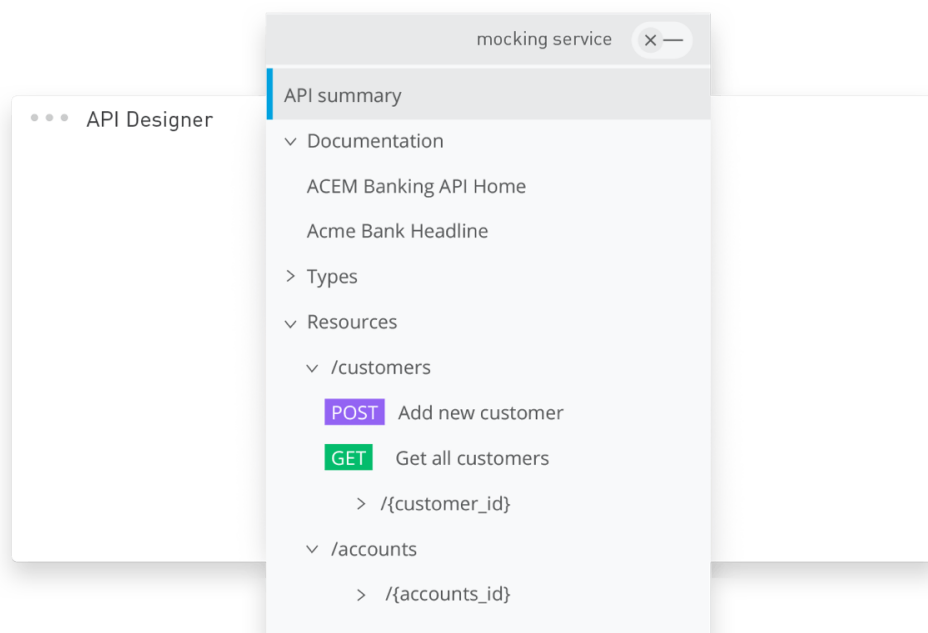 mocking service
API Designer
API summary
Documentation
ACEM Banking API Home
Acme Bank Headline
Types
Resources
/customers
POST Add new customer
GET Get all customers
/{customer_id}
/accounts
/{accounts_id}